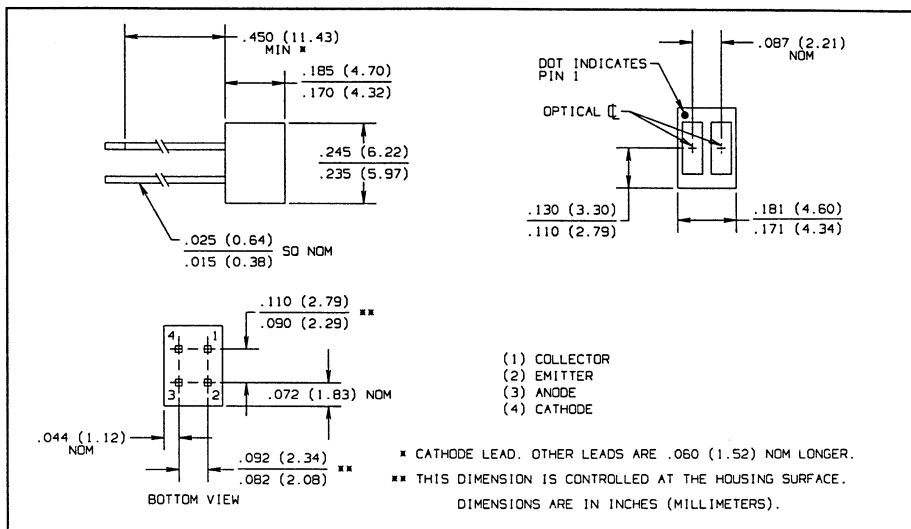 .450 (11.43)
MIN *
.185 (4.70)
.170 (4.32)
.245 (6.22)
.235 (5.97)
.025 (0.64)
.015 (0.38)
SQ NOM
.087 (2.21)
NOM
DOT INDICATES
PIN 1
OPTICAL ℄
.130 (3.30)
.110 (2.79)
.181 (4.60)
.171 (4.34)
.110 (2.79)
.090 (2.29)
**
4 1
3 2
.072 (1.83) NOM
.044 (1.12)
NOM
.092 (2.34)
.082 (2.08)
**
BOTTOM VIEW
(1) COLLECTOR
(2) EMITTER
(3) ANODE
(4) CATHODE
* CATHODE LEAD. OTHER LEADS ARE .060 (1.52) NOM LONGER.
** THIS DIMENSION IS CONTROLLED AT THE HOUSING SURFACE.
DIMENSIONS ARE IN INCHES (MILLIMETERS).